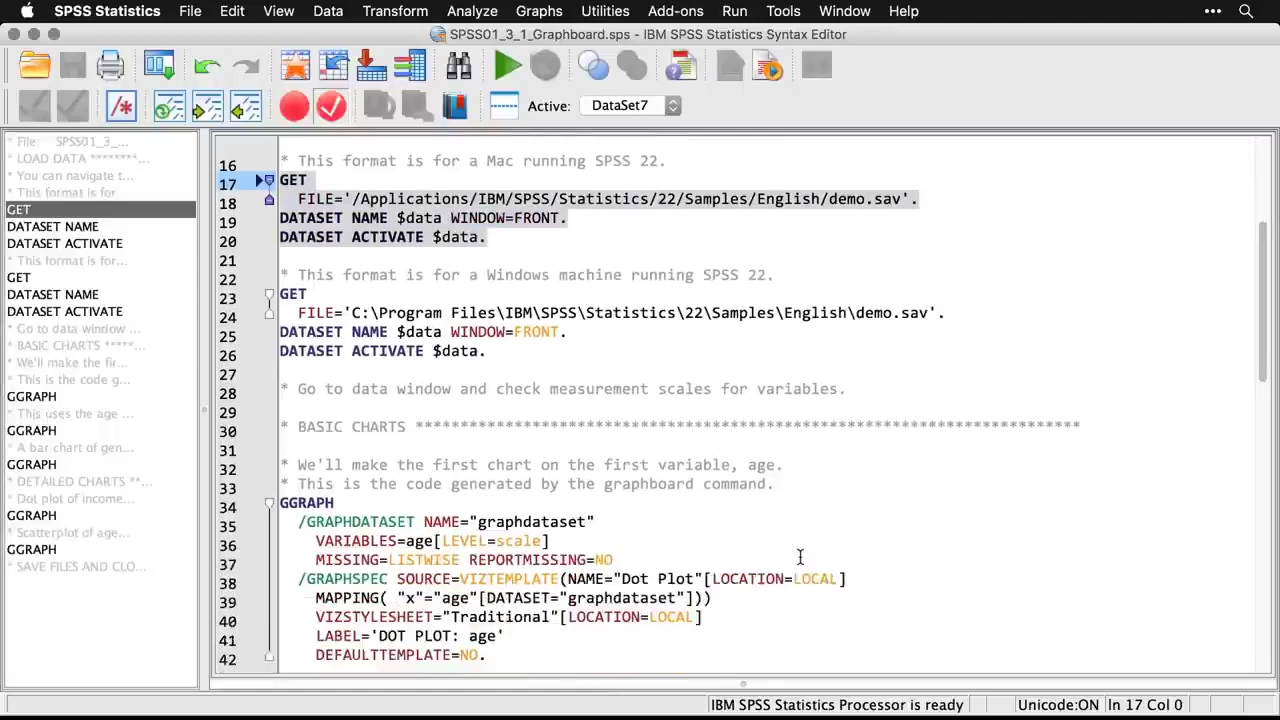 SPSS Statistics File Edit View Data Transform Analyze Graphs Utilities Add-ons Run Tools Window Help
SPSS01_3_1_Graphboard.sps - IBM SPSS Statistics Syntax Editor
Active: DataSet7
* File: SPSS01_3_...
* LOAD DATA ********...
* You can navigate t...
* This format is for
GET
DATASET NAME
DATASET ACTIVATE
* This format is for...
GET
DATASET NAME
DATASET ACTIVATE
* Go to data window ...
* BASIC CHARTS *****...
* We'll make the fir...
* This is the code g...
GGRAPH
* This uses the age ...
GGRAPH
* A bar chart of gen...
GGRAPH
* DETAILED CHARTS **...
* Dot plot of income...
GGRAPH
* Scatterplot of age...
GGRAPH
* SAVE FILES AND CLO...
16 * This format is for a Mac running SPSS 22.
17 GET
18 FILE='/Applications/IBM/SPSS/Statistics/22/Samples/English/demo.sav'.
19 DATASET NAME $data WINDOW=FRONT.
20 DATASET ACTIVATE $data.
21
22 * This format is for a Windows machine running SPSS 22.
23 GET
24 FILE='C:\Program Files\IBM\SPSS\Statistics\22\Samples\English\demo.sav'.
25 DATASET NAME $data WINDOW=FRONT.
26 DATASET ACTIVATE $data.
27
28 * Go to data window and check measurement scales for variables.
29
30 * BASIC CHARTS **************************************************************************
31
32 * We'll make the first chart on the first variable, age.
33 * This is the code generated by the graphboard command.
34 GGRAPH
35 /GRAPHDATASET NAME="graphdataset"
36 VARIABLES=age[LEVEL=scale]
37 MISSING=LISTWISE REPORTMISSING=NO
38 /GRAPHSPEC SOURCE=VIZTEMPLATE(NAME="Dot Plot"[LOCATION=LOCAL]
39 MAPPING( "x"="age"[DATASET="graphdataset"]))
40 VIZSTYLESHEET="Traditional"[LOCATION=LOCAL]
41 LABEL='DOT PLOT: age'
42 DEFAULTTEMPLATE=NO.
IBM SPSS Statistics Processor is ready Unicode:ON In 17 Col 0